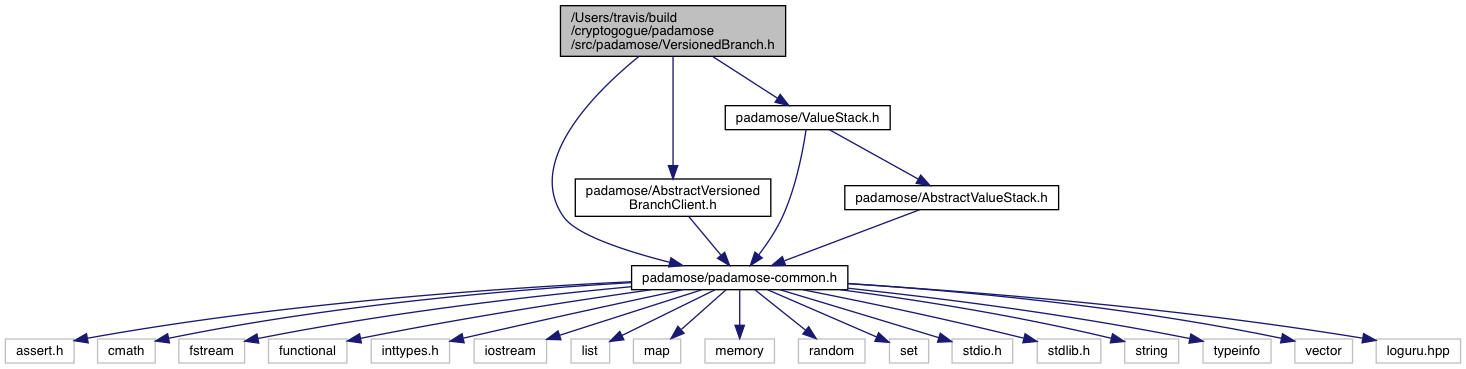 /Users/travis/build
/cryptogogue/padamose
/src/padamose/VersionedBranch.h
padamose/ValueStack.h
padamose/AbstractVersioned
BranchClient.h
padamose/AbstractValueStack.h
padamose/padamose-common.h
assert.h
cmath
fstream
functional
inttypes.h
iostream
list
map
memory
random
set
stdio.h
stdlib.h
string
typeinfo
vector
loguru.hpp